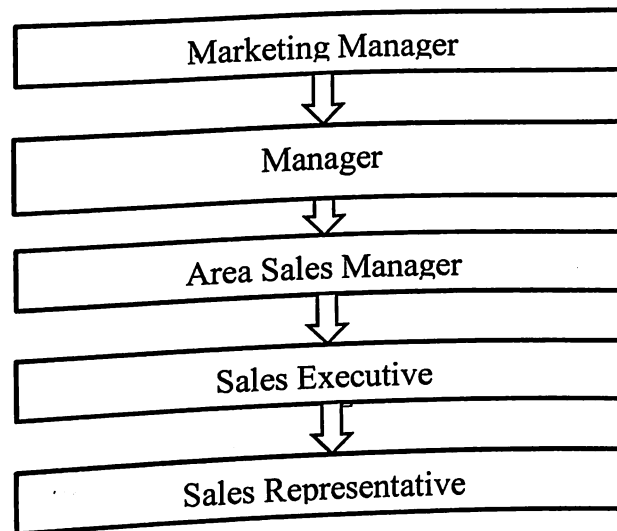 Marketing Manager
Manager
Area Sales Manager
Sales Executive
Sales Representative